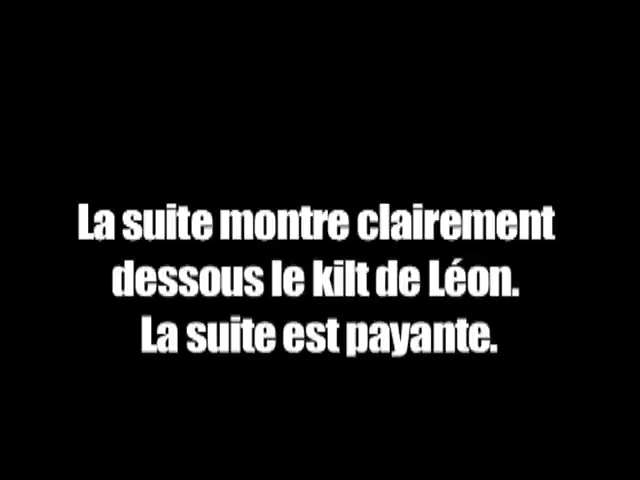 La suite montre clairement
dessous le kilt de Léon.
La suite est payante.